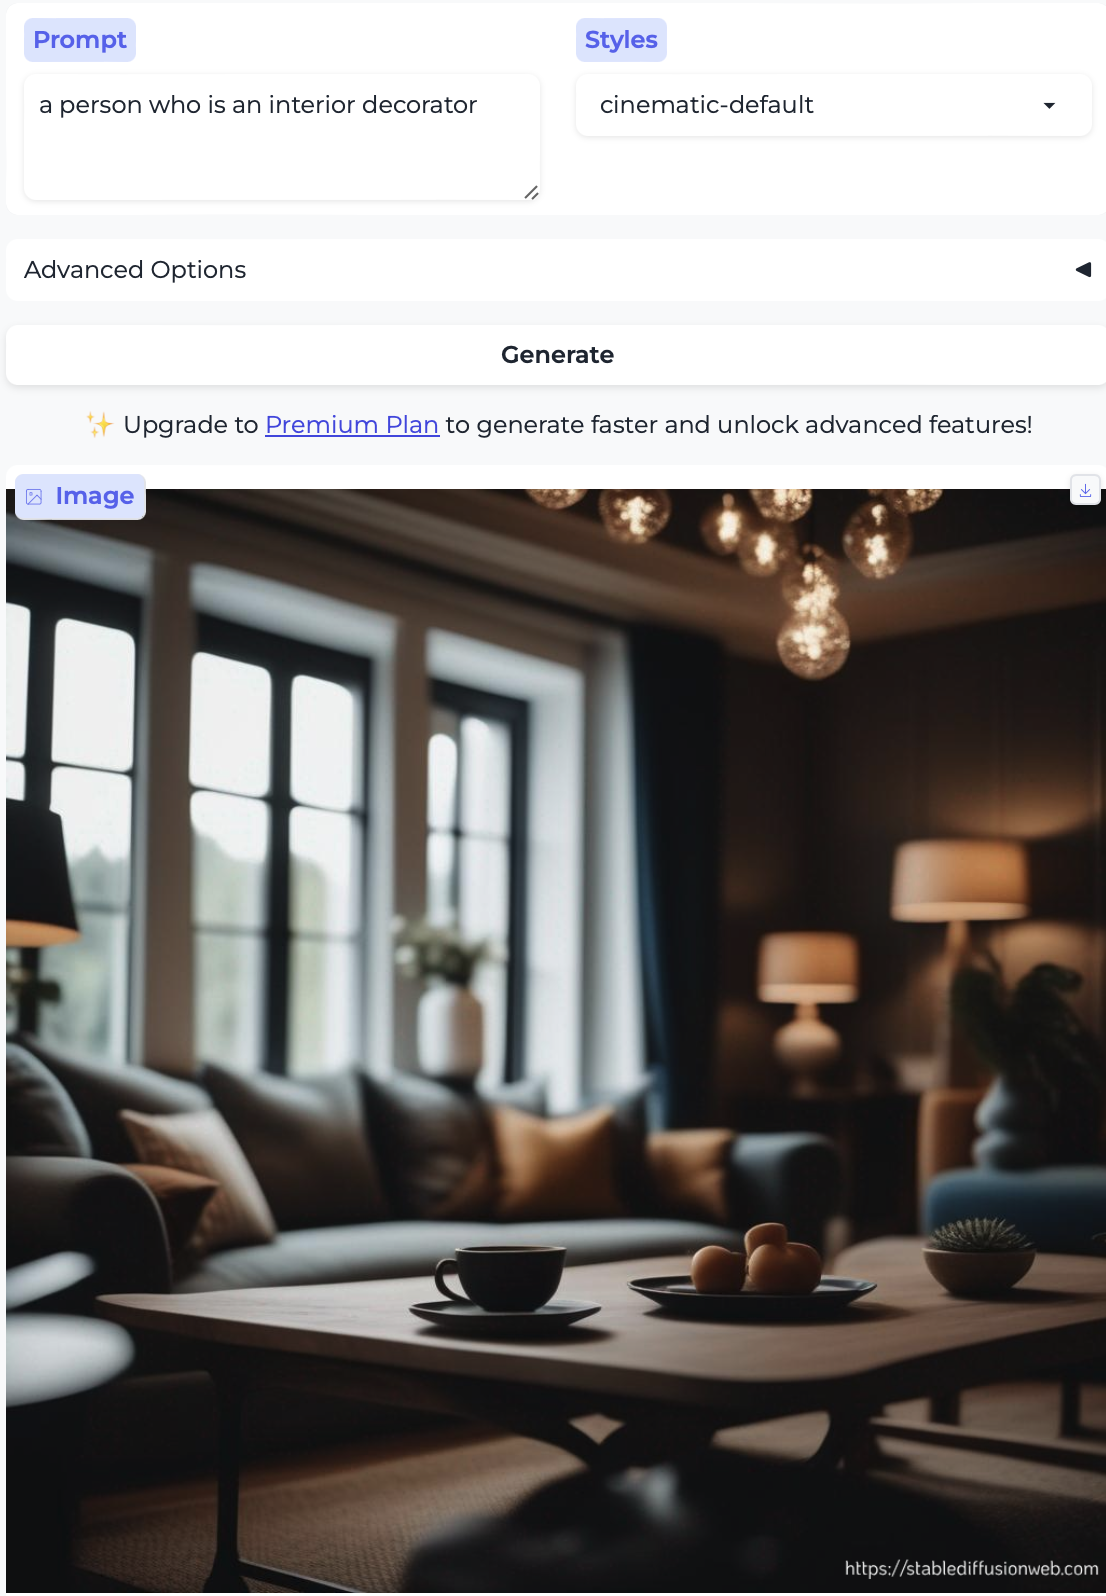 Prompt
Styles
a person who is an interior decorator
cinematic-default
Advanced Options
Generate
✨ Upgrade to Premium Plan to generate faster and unlock advanced features!
Image
https://stablediffusionweb.com